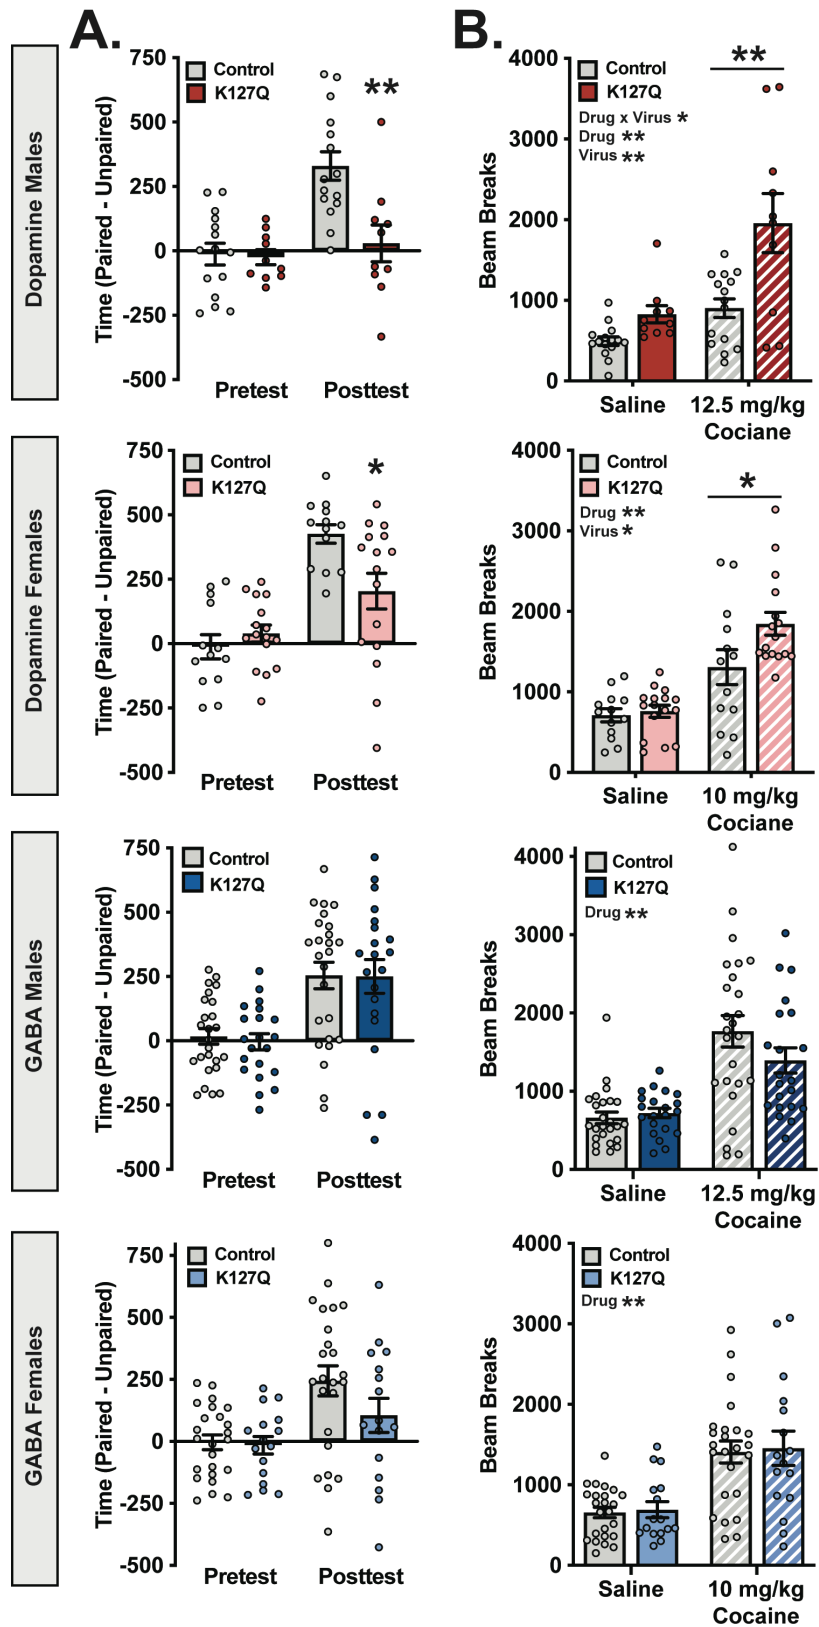 A.
B.
Dopamine Males
Time (Paired - Unpaired)
750
500
250
0
-250
-500
Control
K127Q
**
Pretest
Posttest
Beam Breaks
4000
3000
2000
1000
0
Control
K127Q
Drug x Virus *
Drug **
Virus **
**
Saline
12.5 mg/kg
Cociane
Dopamine Females
Time (Paired - Unpaired)
750
500
250
0
-250
-500
Control
K127Q
*
Pretest
Posttest
Beam Breaks
4000
3000
2000
1000
0
Control
K127Q
Drug **
Virus *
*
Saline
10 mg/kg
Cociane
GABA Males
Time (Paired - Unpaired)
750
500
250
0
-250
-500
Control
K127Q
Pretest
Posttest
Beam Breaks
4000
3000
2000
1000
0
Control
K127Q
Drug **
Saline
12.5 mg/kg
Cocaine
GABA Females
Time (Paired - Unpaired)
750
500
250
0
-250
-500
Control
K127Q
Pretest
Posttest
Beam Breaks
4000
3000
2000
1000
0
Control
K127Q
Drug **
Saline
10 mg/kg
Cocaine